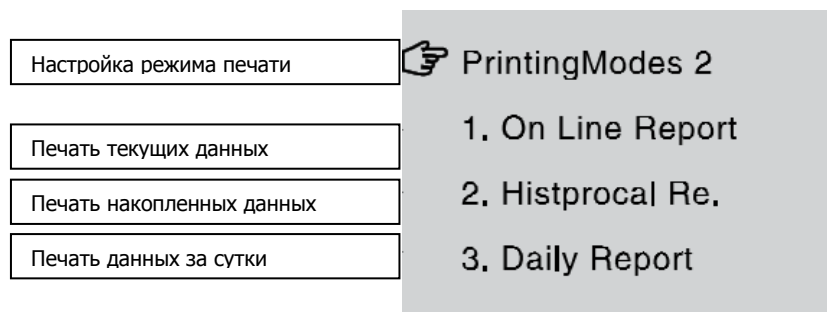 Настройка режима печати
PrintingModes 2
1. On Line Report
Печать текущих данных
2. Histprocal Re.
Печать накопленных данных
3. Daily Report
Печать данных за сутки